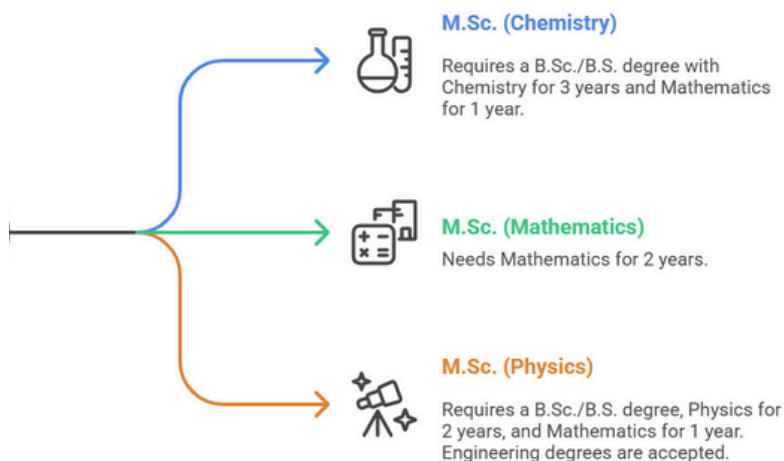 M.Sc. (Chemistry)
Requires a B.Sc./B.S. degree with
Chemistry for 3 years and Mathematics
for 1 year.
M.Sc. (Mathematics)
Needs Mathematics for 2 years.
M.Sc. (Physics)
Requires a B.Sc./B.S. degree, Physics for
2 years, and Mathematics for 1 year.
Engineering degrees are accepted.